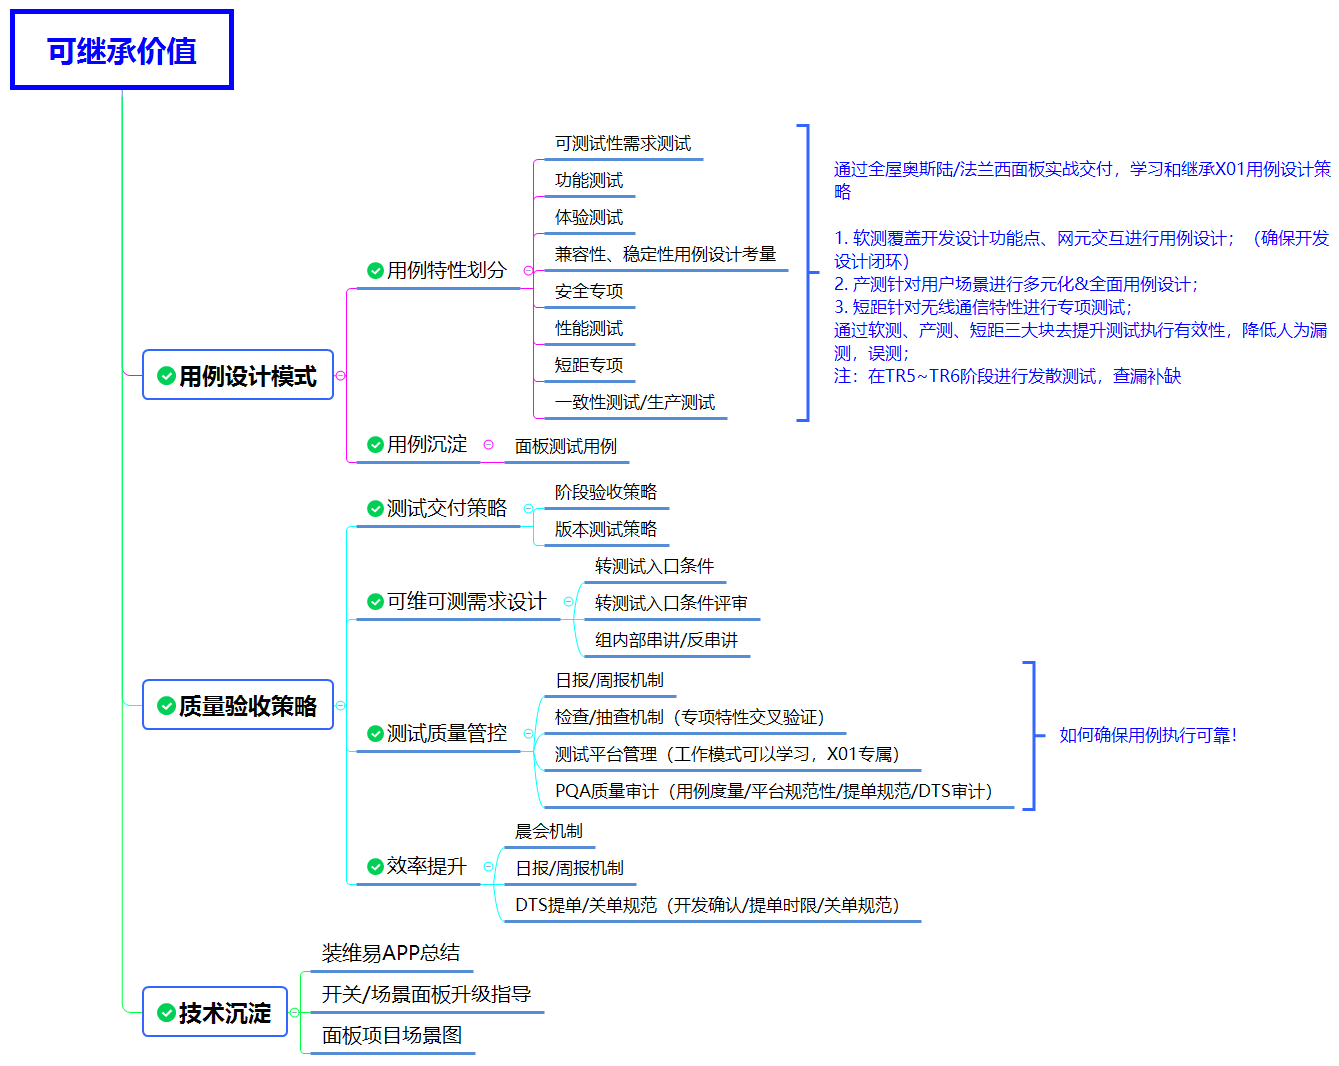 可继承价值
用例设计模式
用例特性划分
可测试性需求测试
功能测试
体验测试
兼容性、稳定性用例设计考量
安全专项
性能测试
短距专项
一致性测试/生产测试
通过全屋奥斯陆/法兰西面板实战交付，学习和继承X01用例设计策
略
1. 软测覆盖开发设计功能点、网元交互进行用例设计；（确保开发
设计闭环）
2. 产测针对用户场景进行多元化&全面用例设计；
3. 短距针对无线通信特性进行专项测试；
通过软测、产测、短距三大块去提升测试执行有效性，降低人为漏
测，误测；
注：在TR5~TR6阶段进行发散测试，查漏补缺
用例沉淀
面板测试用例
质量验收策略
测试交付策略
阶段验收策略
版本测试策略
可维可测需求设计
转测试入口条件
转测试入口条件评审
组内部串讲/反串讲
测试质量管控
日报/周报机制
检查/抽查机制（专项特性交叉验证）
测试平台管理（工作模式可以学习，X01专属）
PQA质量审计（用例度量/平台规范性/提单规范/DTS审计）
如何确保用例执行可靠！
效率提升
晨会机制
日报/周报机制
DTS提单/关单规范（开发确认/提单时限/关单规范）
技术沉淀
装维易APP总结
开关/场景面板升级指导
面板项目场景图